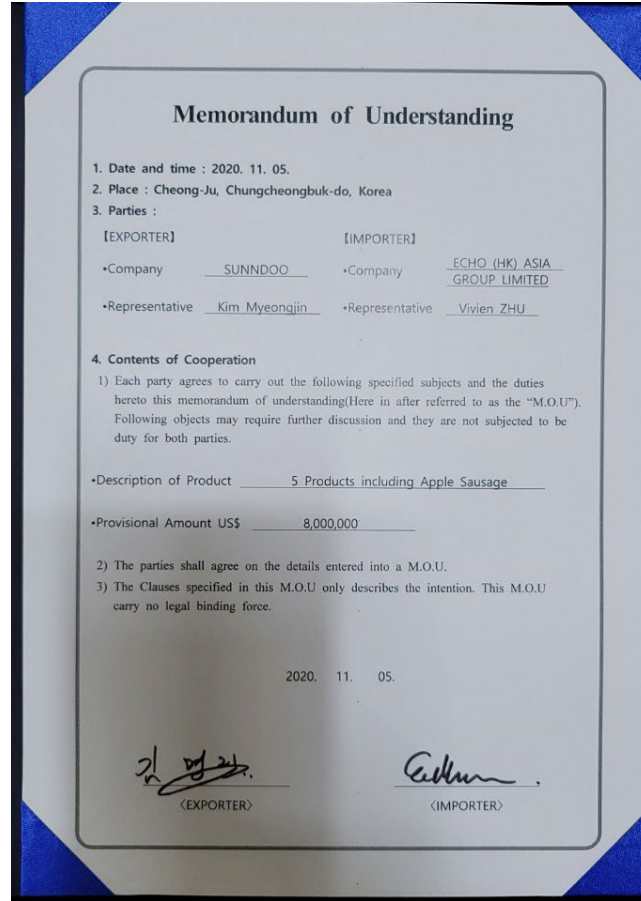 Memorandum of Understanding
1. Date and time : 2020. 11. 05.
2. Place : Cheong-Ju, Chungcheongbuk-do, Korea
3. Parties :
【EXPORTER】 【IMPORTER】
•Company SUNNDOO •Company ECHO (HK) ASIA
GROUP LIMITED
•Representative Kim Myeongjin •Representative Vivien ZHU
4. Contents of Cooperation
1) Each party agrees to carry out the following specified subjects and the duties
hereto this memorandum of understanding(Here in after referred to as the “M.O.U”).
Following objects may require further discussion and they are not subjected to be
duty for both parties.
•Description of Product 5 Products including Apple Sausage
•Provisional Amount US$ 8,000,000
2) The parties shall agree on the details entered into a M.O.U.
3) The Clauses specified in this M.O.U only describes the intention. This M.O.U
carry no legal binding force.
2020. 11. 05.
김 명진.
〈EXPORTER〉 〈IMPORTER〉